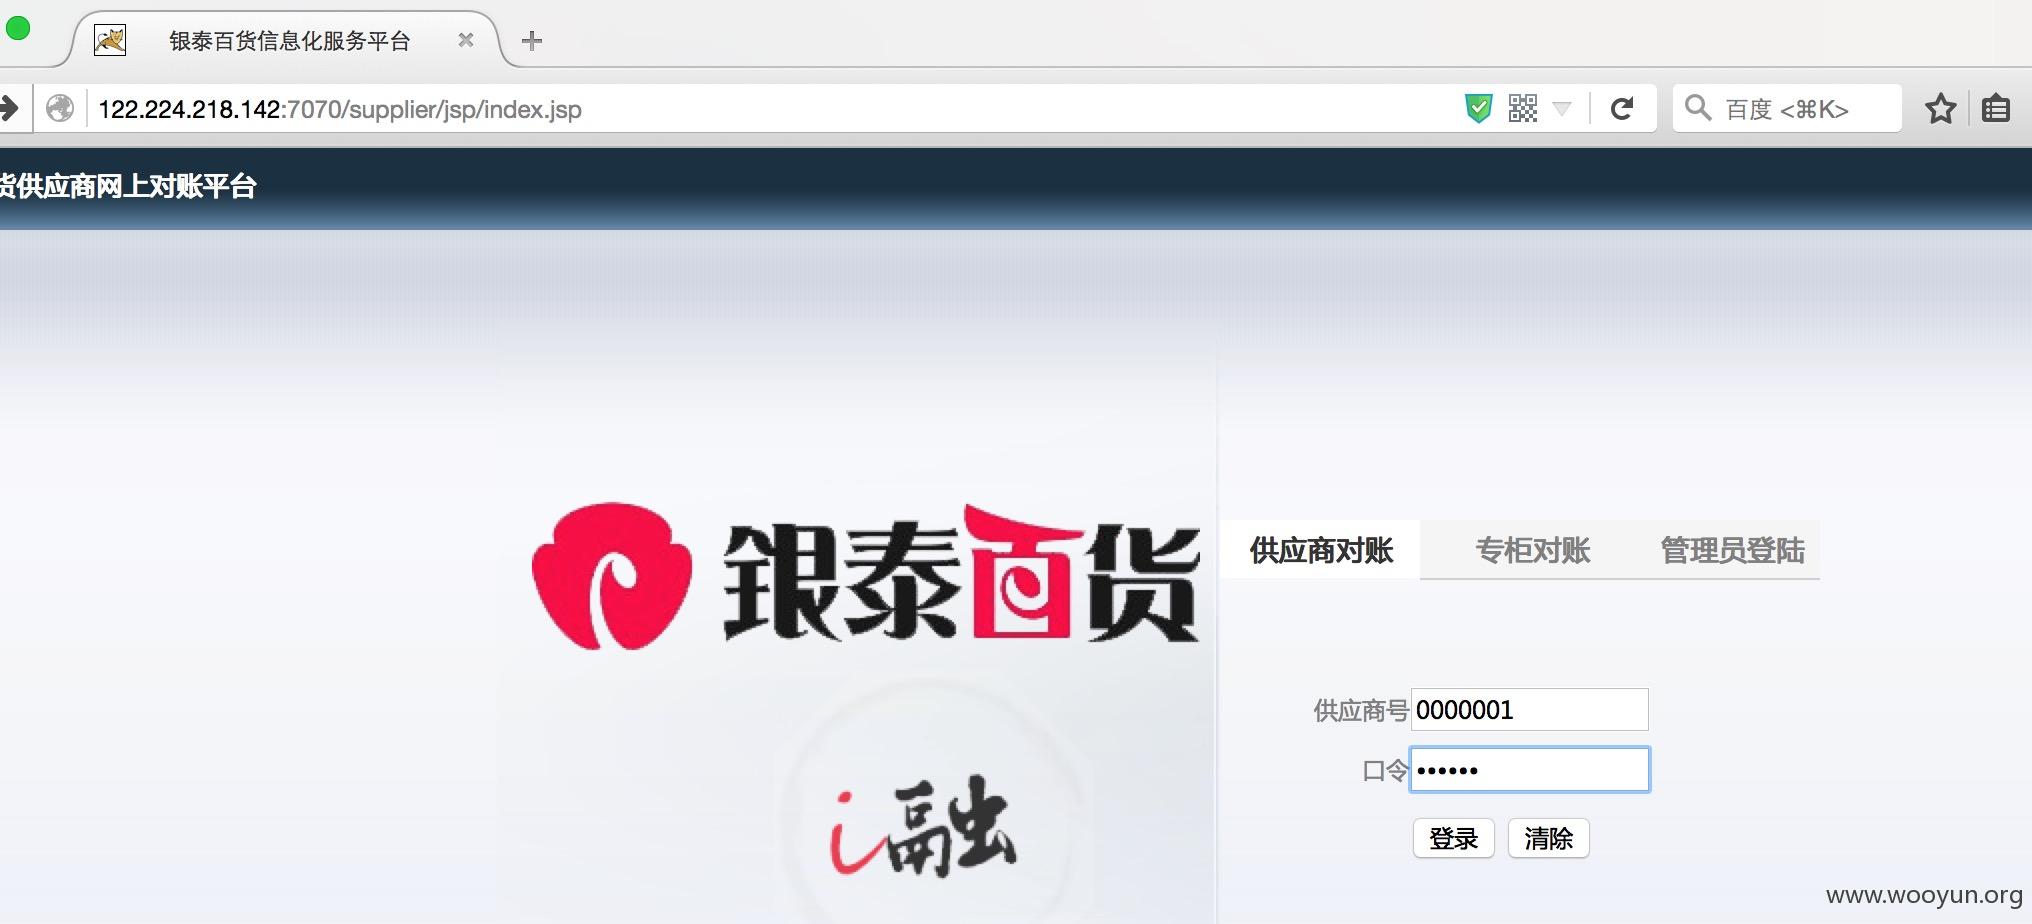 银泰百货信息化服务平台
122.224.218.142:7070/supplier/jsp/index.jsp
百度 <⌘K>
货供应商网上对账平台
银泰百货
供应商对账 专柜对账 管理员登陆
供应商号 0000001
口令 ••••••
i融
登录 清除
www.wooyun.org